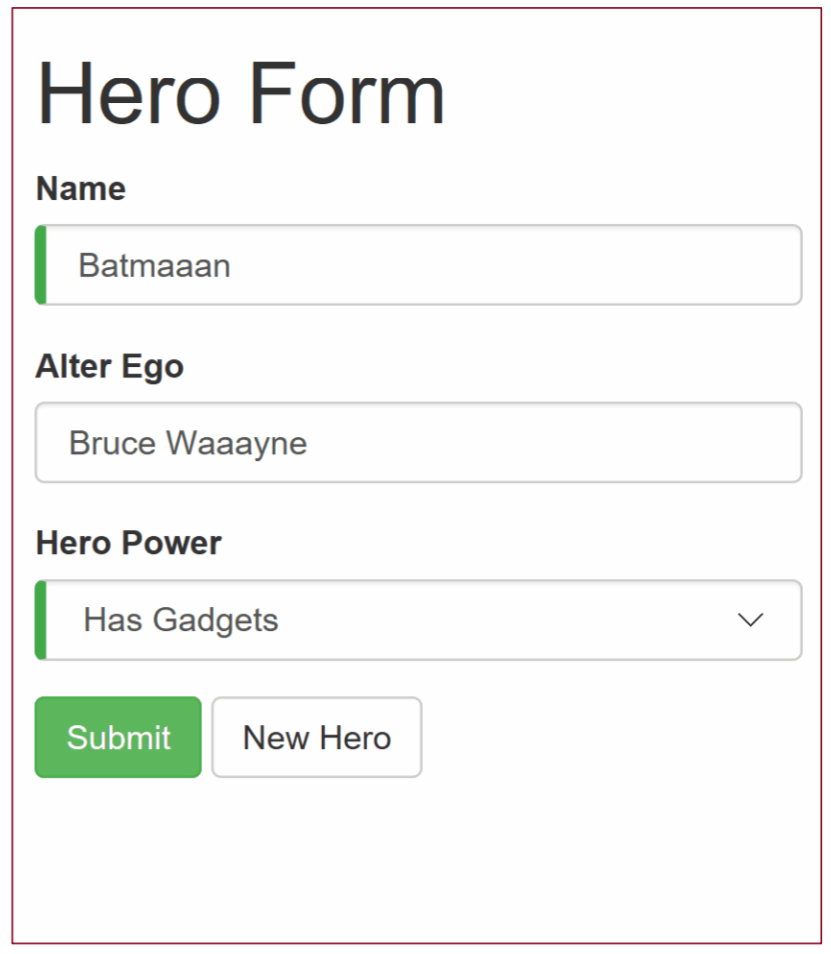 Hero Form
Name
Batmaaan
Alter Ego
Bruce Waaayne
Hero Power
Has Gadgets
Submit New Hero